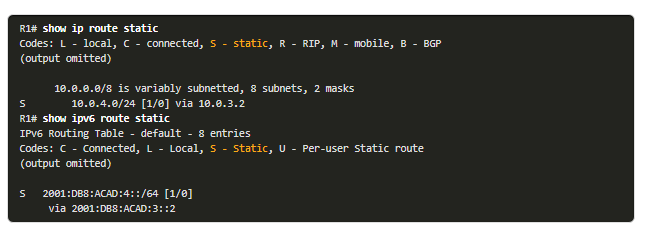 R1# show ip route static
Codes: L - local, C - connected, S - static, R - RIP, M - mobile, B - BGP
(output omitted)
10.0.0.0/8 is variably subnetted, 8 subnets, 2 masks
S 10.0.4.0/24 [1/0] via 10.0.3.2
R1# show ipv6 route static
IPv6 Routing Table - default - 8 entries
Codes: C - Connected, L - Local, S - Static, U - Per-user Static route
(output omitted)
S 2001:DB8:ACAD:4::/64 [1/0]
via 2001:DB8:ACAD:3::2